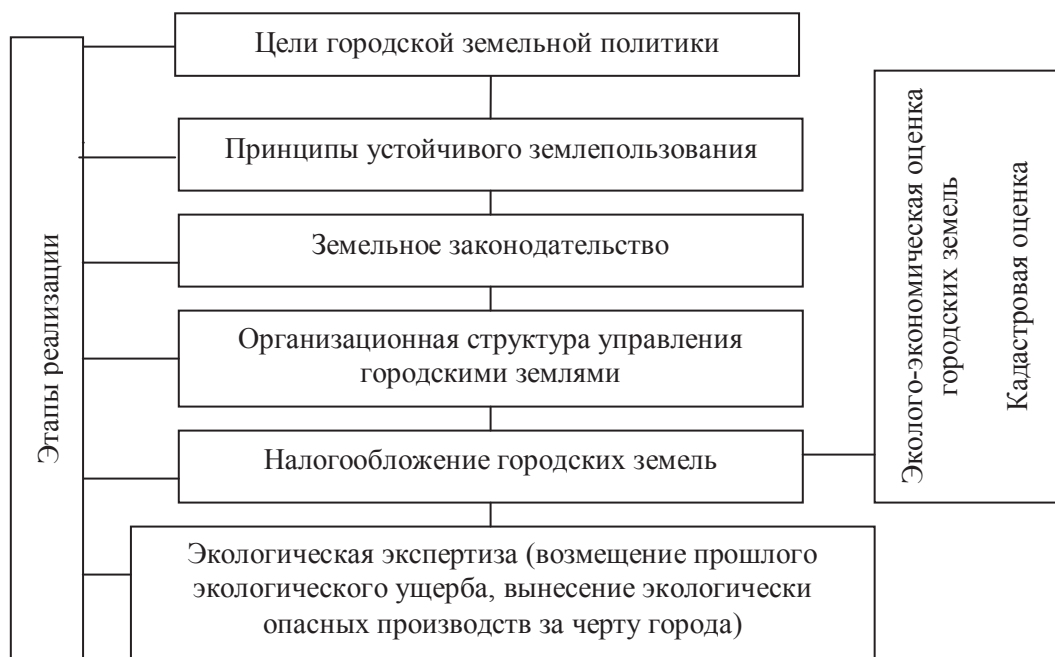 Этапы реализации
Цели городской земельной политики
Принципы устойчивого землепользования
Земельное законодательство
Организационная структура управления
городскими землями
Налогообложение городских земель
Экологическая экспертиза (возмещение прошлого
экологического ущерба, вынесение экологически
опасных производств за черту города)
Эколого-экономическая оценка
городских земель
Кадастровая оценка